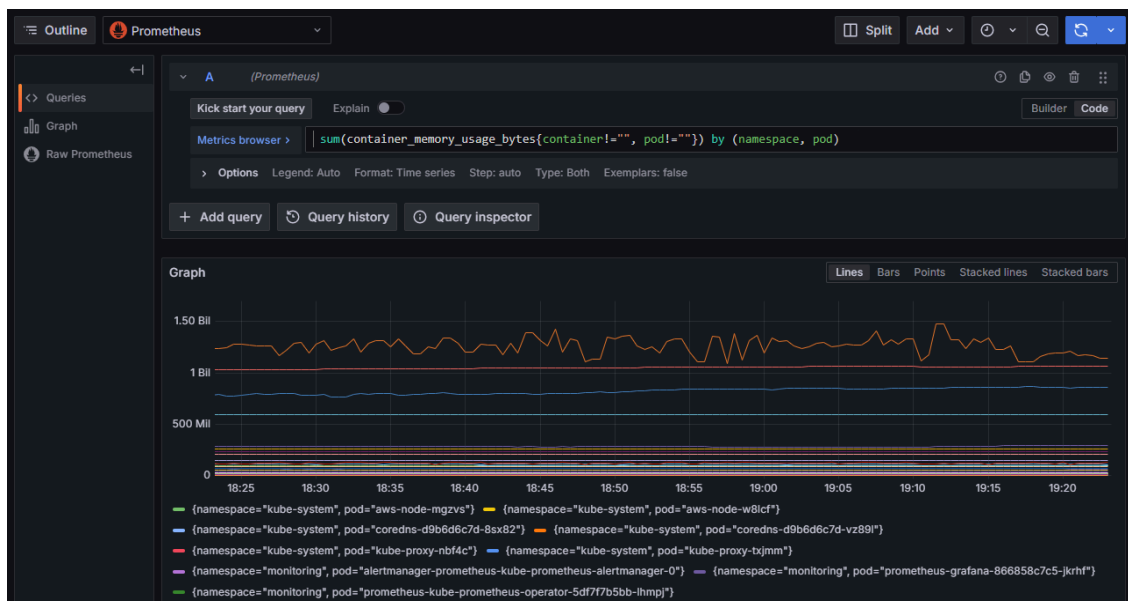 Outline Prometheus Split Add
Queries
Graph
Raw Prometheus
A (Prometheus)
Kick start your query Explain Builder Code
Metrics browser > sum(container_memory_usage_bytes{container!="", pod!=""}) by (namespace, pod)
> Options Legend: Auto Format: Time series Step: auto Type: Both Exemplars: false
+ Add query Query history Query inspector
Graph Lines Bars Points Stacked lines Stacked bars
1.50 Bil
1 Bil
500 Mil
0
18:25 18:30 18:35 18:40 18:45 18:50 18:55 19:00 19:05 19:10 19:15 19:20
{namespace="kube-system", pod="aws-node-mgzvs"} {namespace="kube-system", pod="aws-node-w8lcf"}
{namespace="kube-system", pod="coredns-d9b6d6c7d-8sx82"} {namespace="kube-system", pod="coredns-d9b6d6c7d-vz89l"}
{namespace="kube-system", pod="kube-proxy-nbf4c"} {namespace="kube-system", pod="kube-proxy-txjmm"}
{namespace="monitoring", pod="alertmanager-prometheus-kube-prometheus-alertmanager-0"} {namespace="monitoring", pod="prometheus-grafana-866858c7c5-jkrhf"}
{namespace="monitoring", pod="prometheus-kube-prometheus-operator-5df7f7b5bb-lhmpj"}